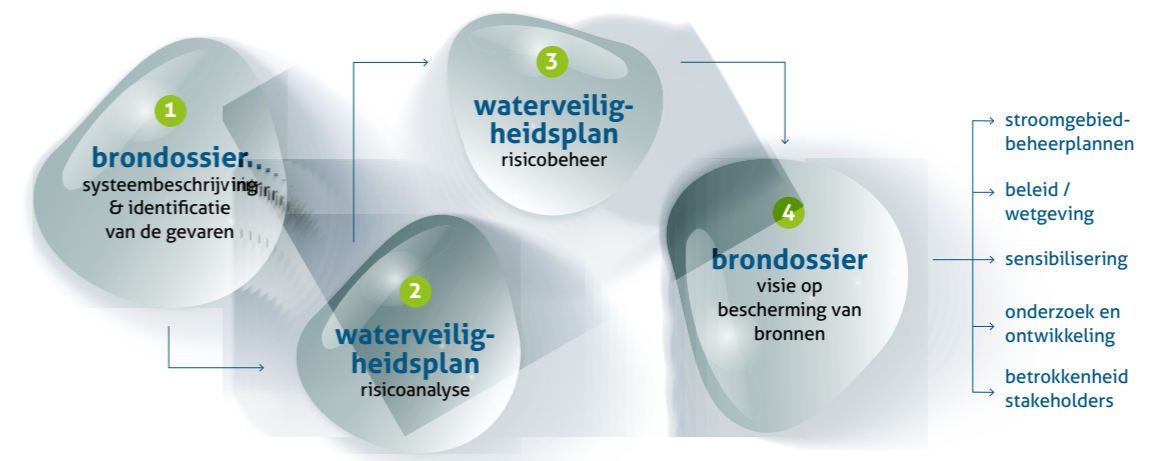 1
brondossier
systeembeschrijving
& identificatie
van de gevaren
2
waterveilig-
heidsplan
risicoanalyse
3
waterveilig-
heidsplan
risicobeheer
4
brondossier
visie op
bescherming van
bronnen
stroomgebied-
beheerplannen
beleid /
wetgeving
sensibilisering
onderzoek en
ontwikkeling
betrokkenheid
stakeholders